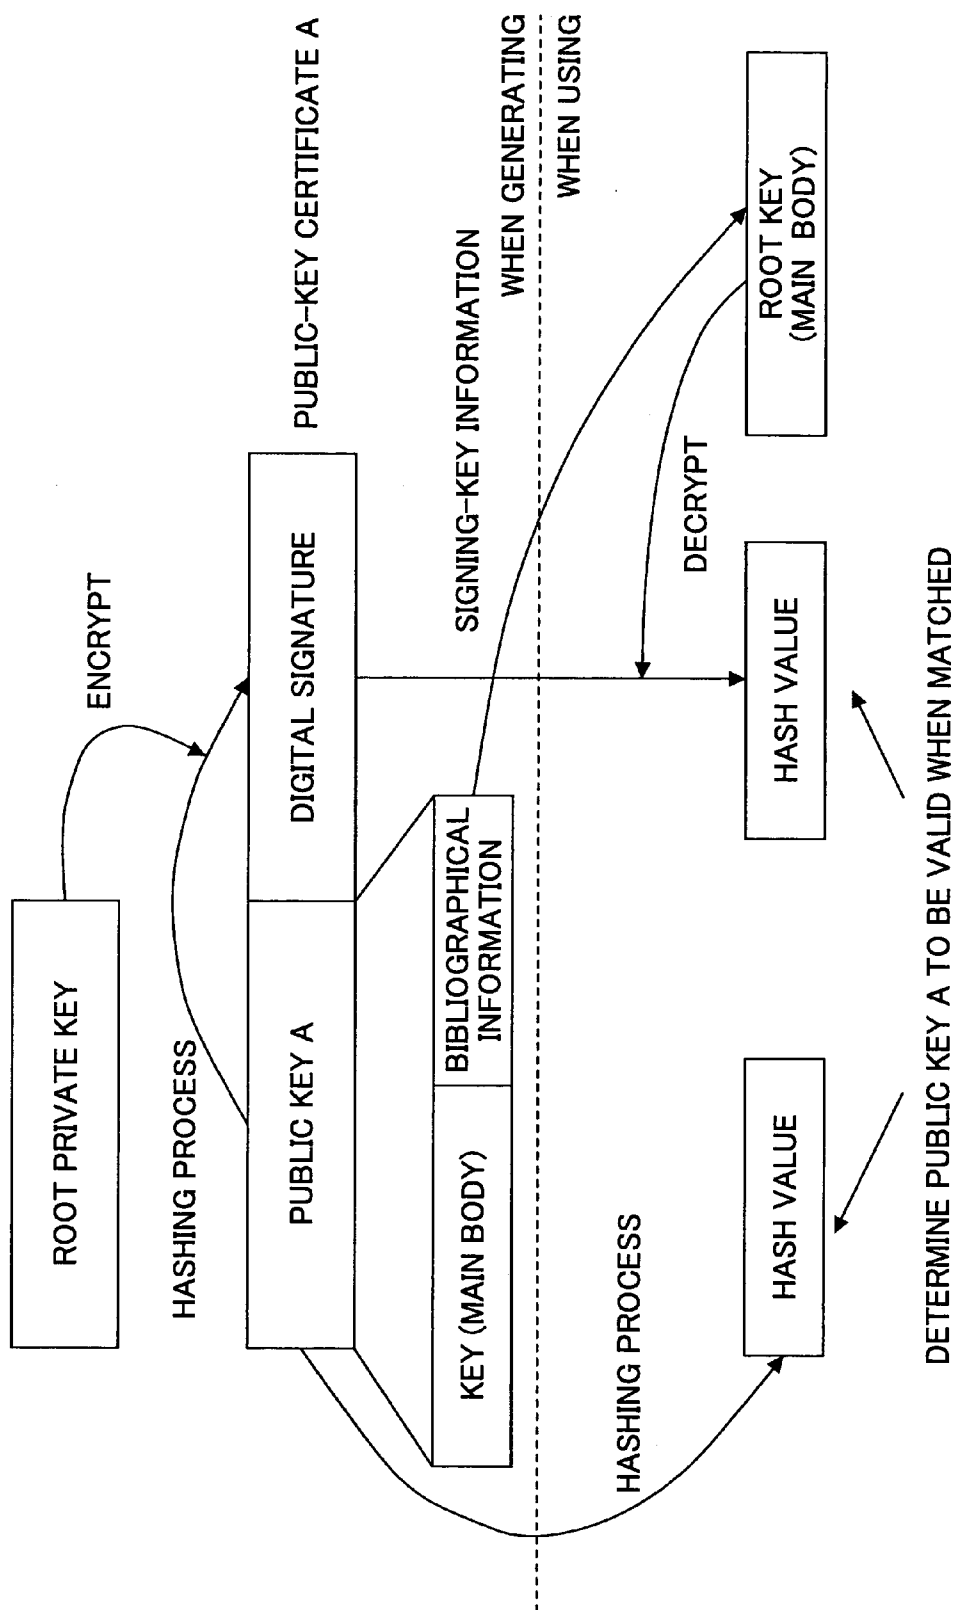 ROOT PRIVATE KEY
ENCRYPT
HASHING PROCESS
PUBLIC KEY A
DIGITAL SIGNATURE
PUBLIC-KEY CERTIFICATE A
KEY (MAIN BODY)
BIBLIOGRAPHICAL
INFORMATION
SIGNING-KEY INFORMATION
WHEN GENERATING
WHEN USING
HASHING PROCESS
DECRYPT
HASH VALUE
HASH VALUE
ROOT KEY
(MAIN BODY)
DETERMINE PUBLIC KEY A TO BE VALID WHEN MATCHED